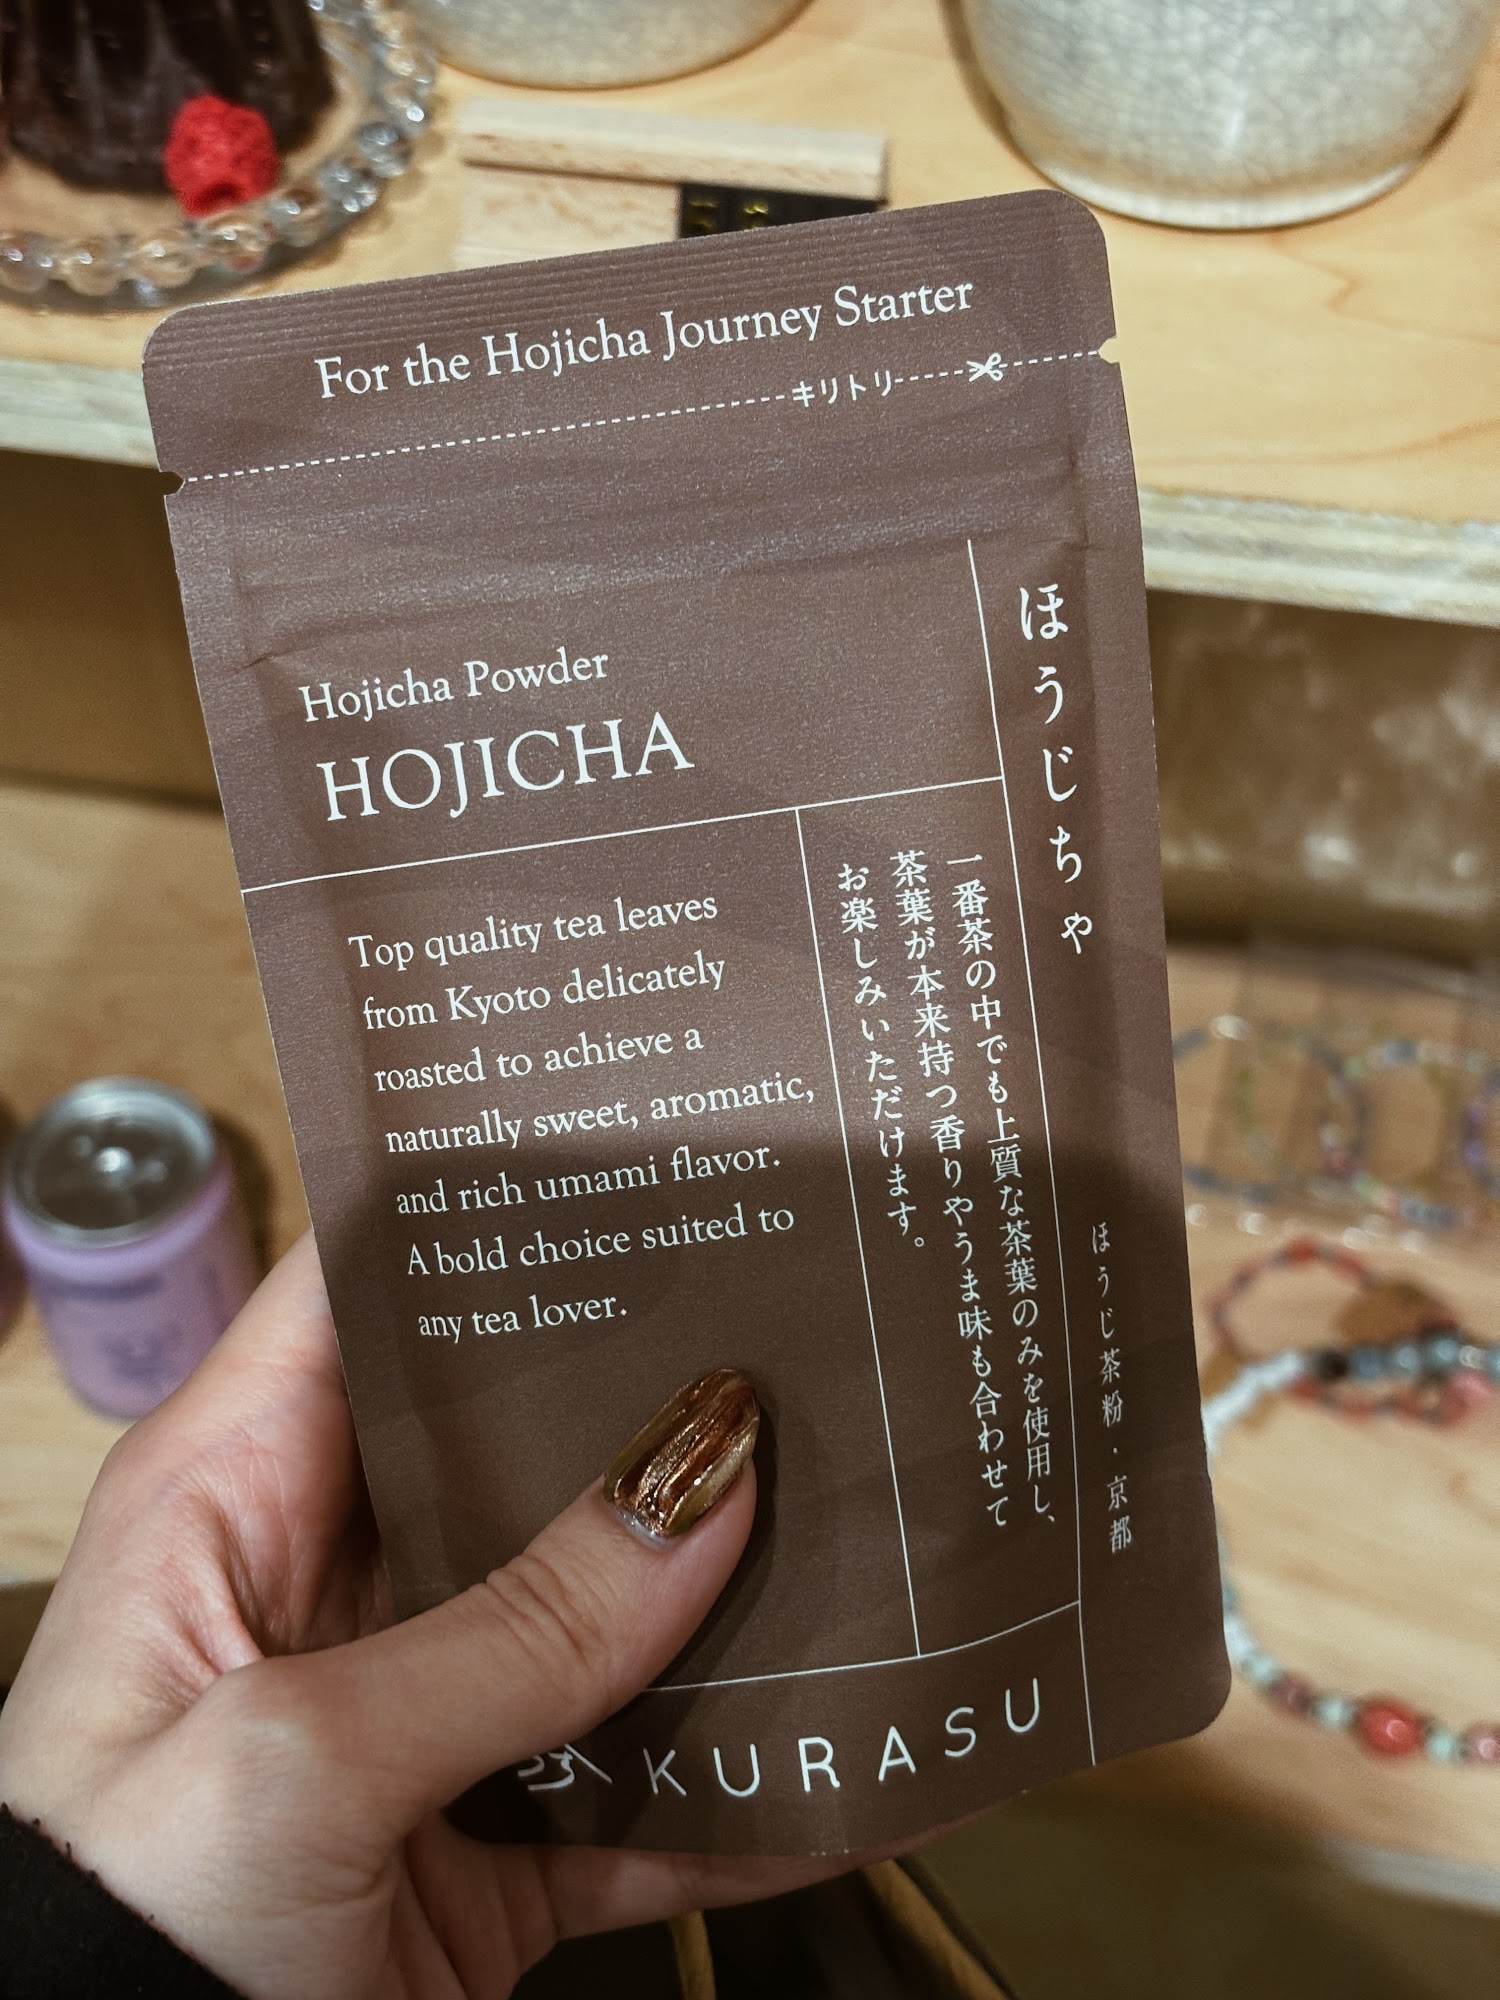 For the Hojicha Journey Starter
キリトリ
Hojicha Powder
HOJICHA
ほうじちゃ
Top quality tea leaves
from Kyoto delicately
roasted to achieve a
naturally sweet, aromatic,
and rich umami flavor.
A bold choice suited to
any tea lover.
一番茶の中でも上質な茶葉のみを使用し、
茶葉が本来持つ香りやうま味も合わせて
お楽しみいただけます。
ほうじ茶粉・京都
KURASU